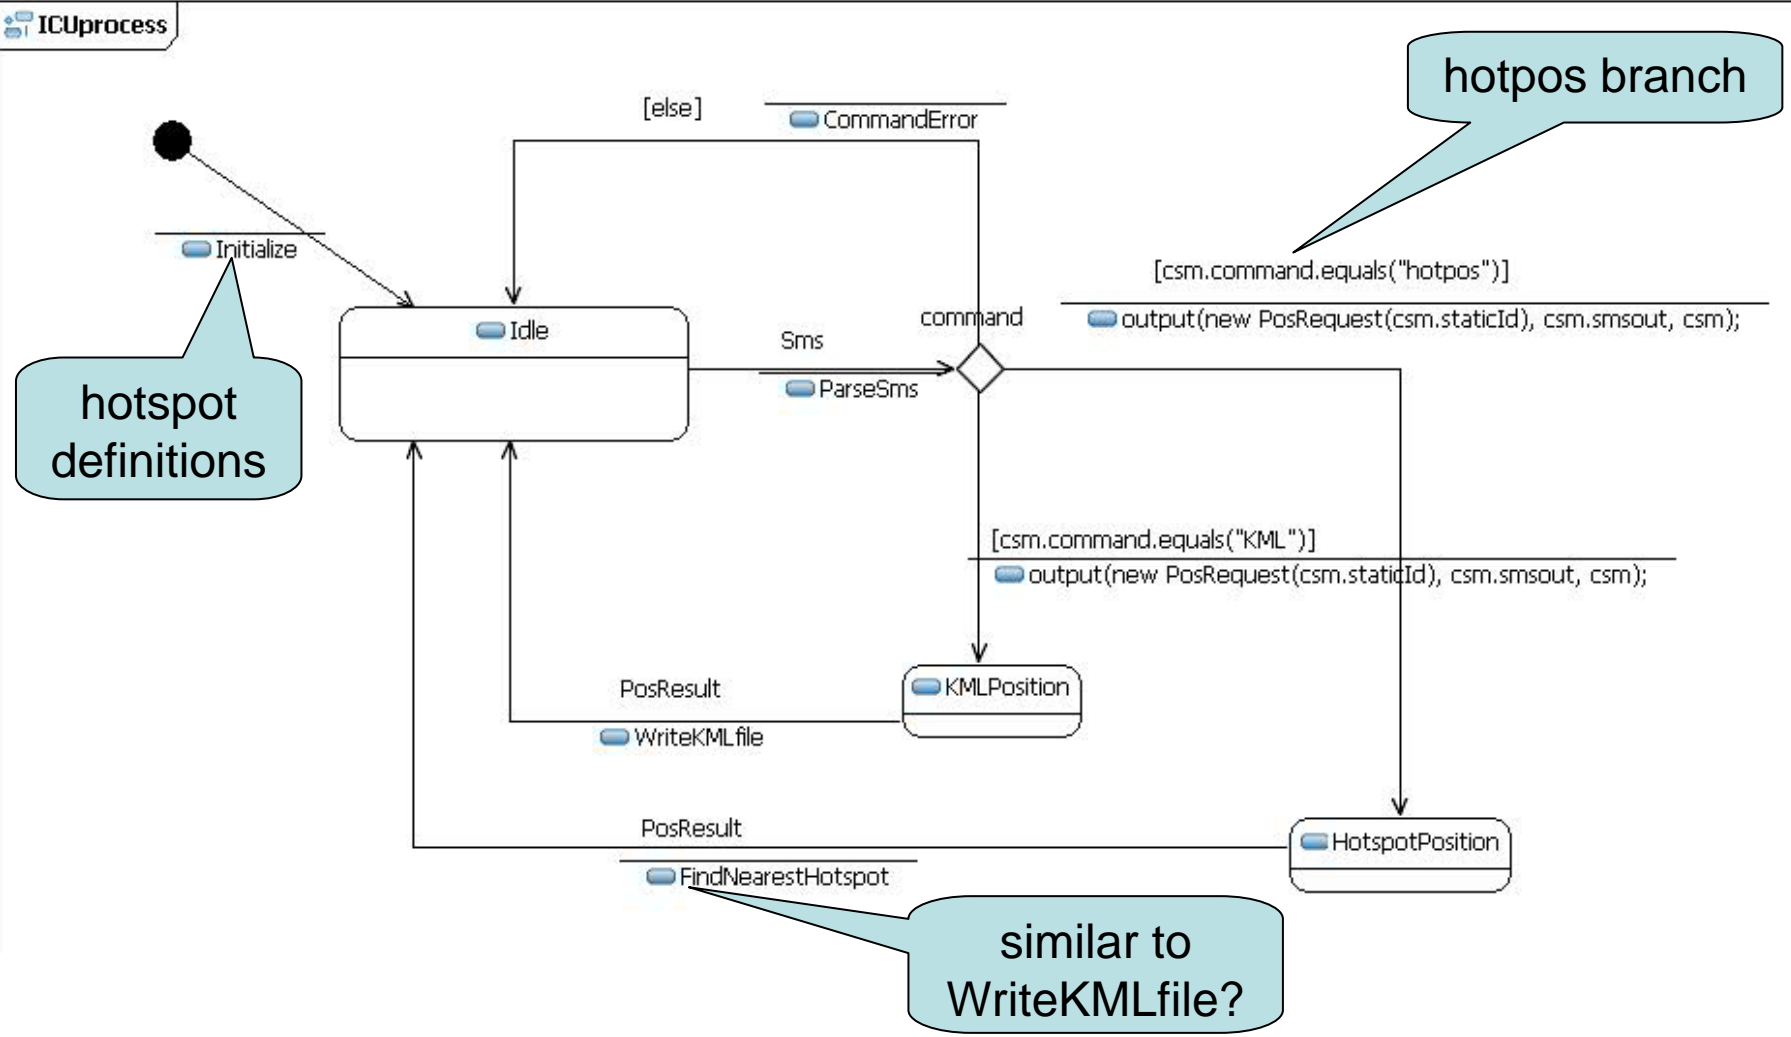 ICUprocess
hotpos branch
[else]
CommandError
Initialize
[csm.command.equals("hotpos")]
output(new PosRequest(csm.staticId), csm.smsout, csm);
Idle
Sms
command
ParseSms
hotspot
definitions
[csm.command.equals("KML")]
output(new PosRequest(csm.staticId), csm.smsout, csm);
PosResult
KMLPosition
WriteKMLfile
PosResult
HotspotPosition
FindNearestHotspot
similar to
WriteKMLfile?